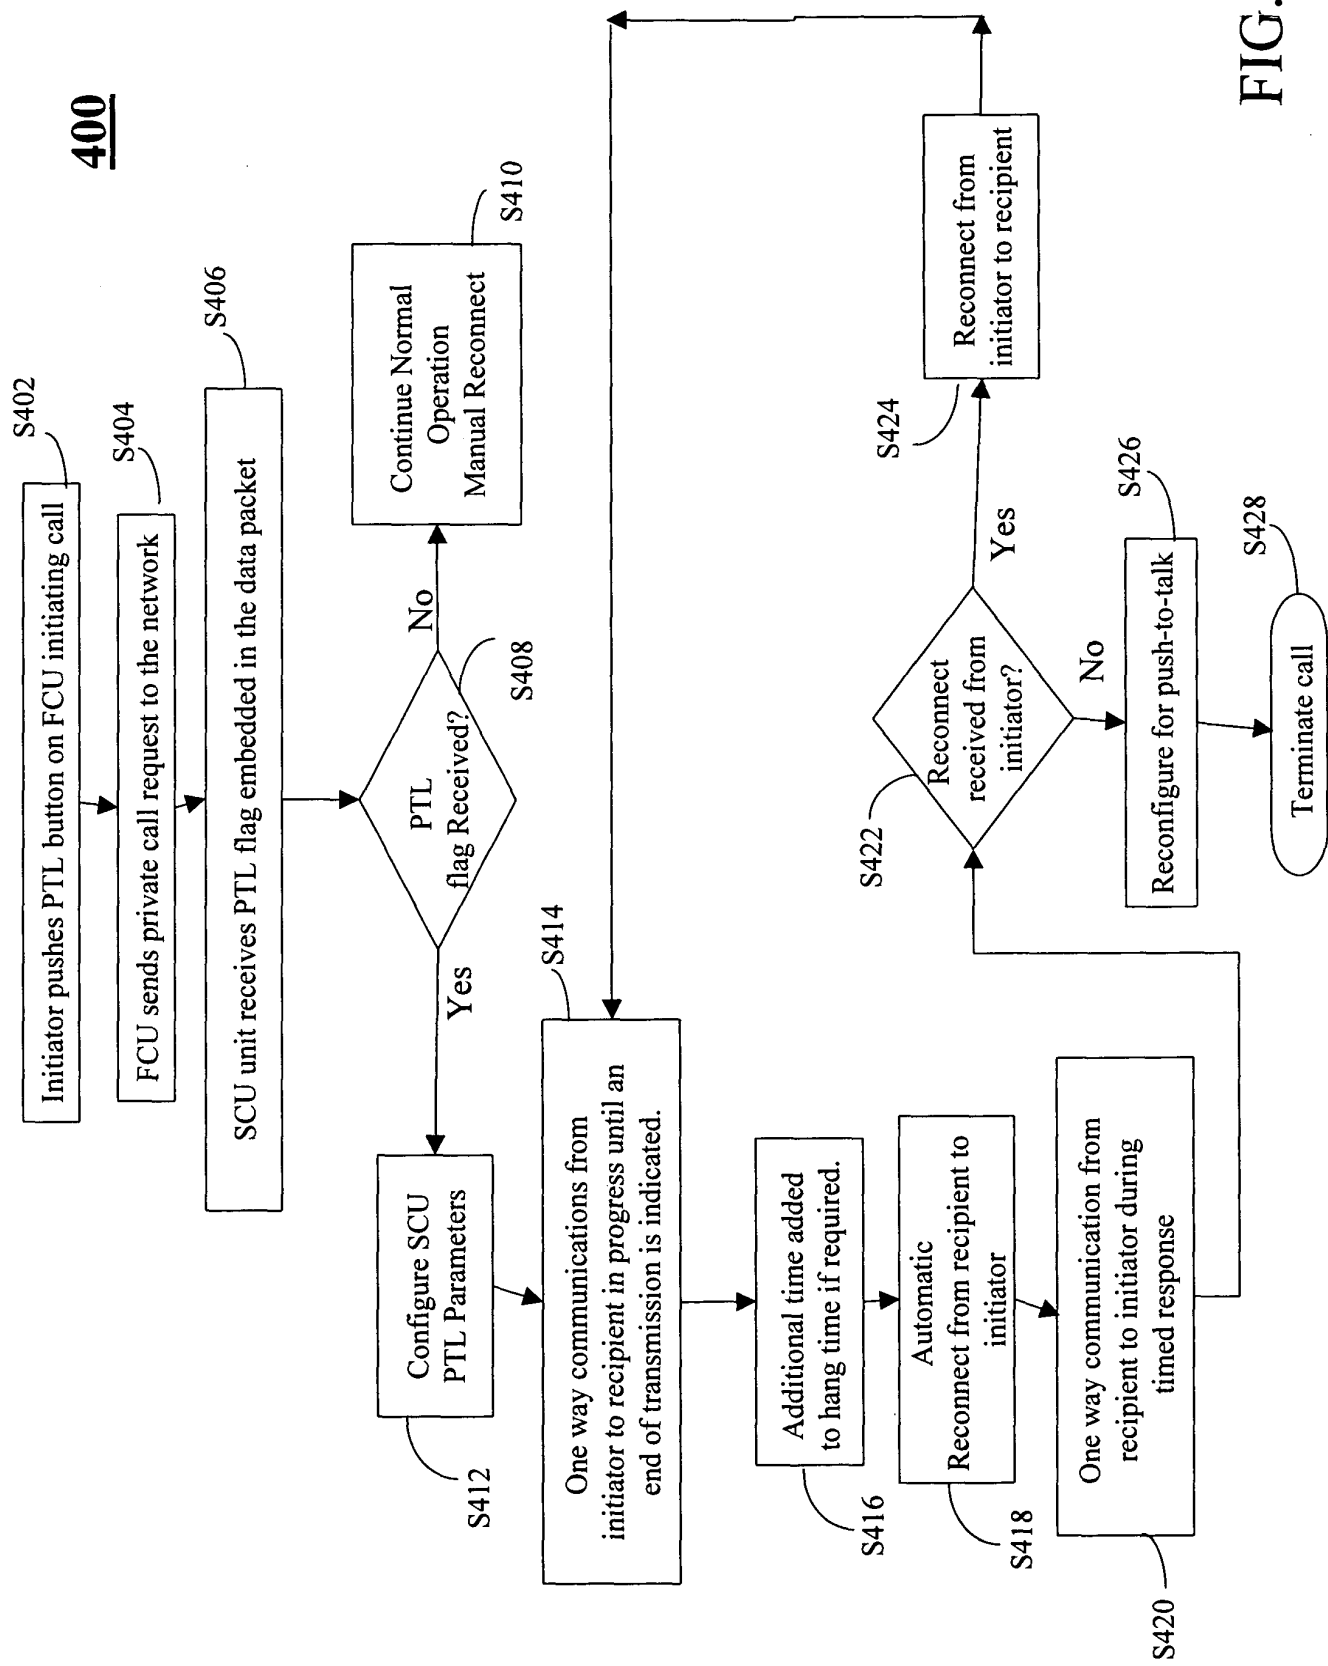 400
Initiator pushes PTL button on FCU initiating call
S402
FCU sends private call request to the network
S404
SCU unit receives PTL flag embedded in the data packet
S406
PTL
flag Received?
S408
No
Continue Normal
Operation
Manual Reconnect
S410
Yes
Configure SCU
PTL Parameters
S412
One way communications from
initiator to recipient in progress until an
end of transmission is indicated.
S414
Additional time added
to hang time if required.
S416
Automatic
Reconnect from recipient to
initiator
S418
One way communication from
recipient to initiator during
timed response
S420
Reconnect
received from
initiator?
S422
Yes
Reconnect from
initiator to recipient
S424
No
Reconfigure for push-to-talk
S426
Terminate call
S428
FIG.